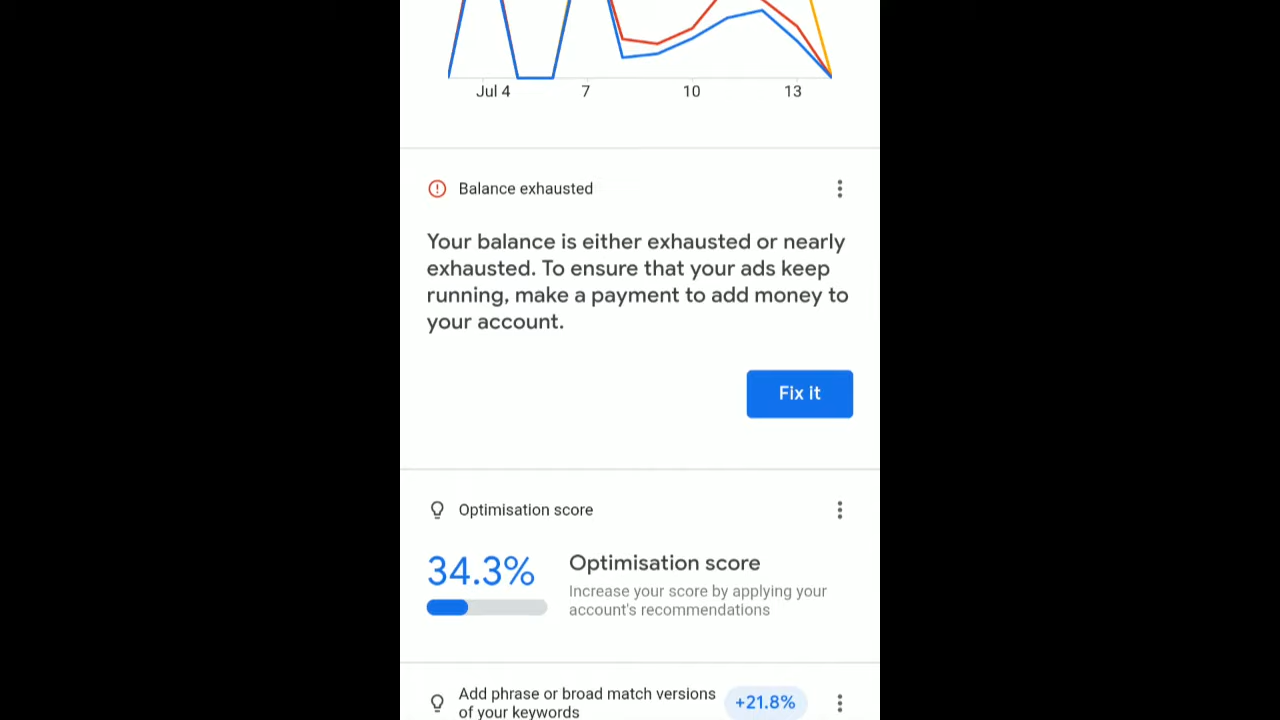 Jul 4 7 10 13
Balance exhausted
Your balance is either exhausted or nearly
exhausted. To ensure that your ads keep
running, make a payment to add money to
your account.
Fix it
Optimisation score
34.3%
Optimisation score
Increase your score by applying your
account's recommendations
Add phrase or broad match versions
of your keywords
+21.8%